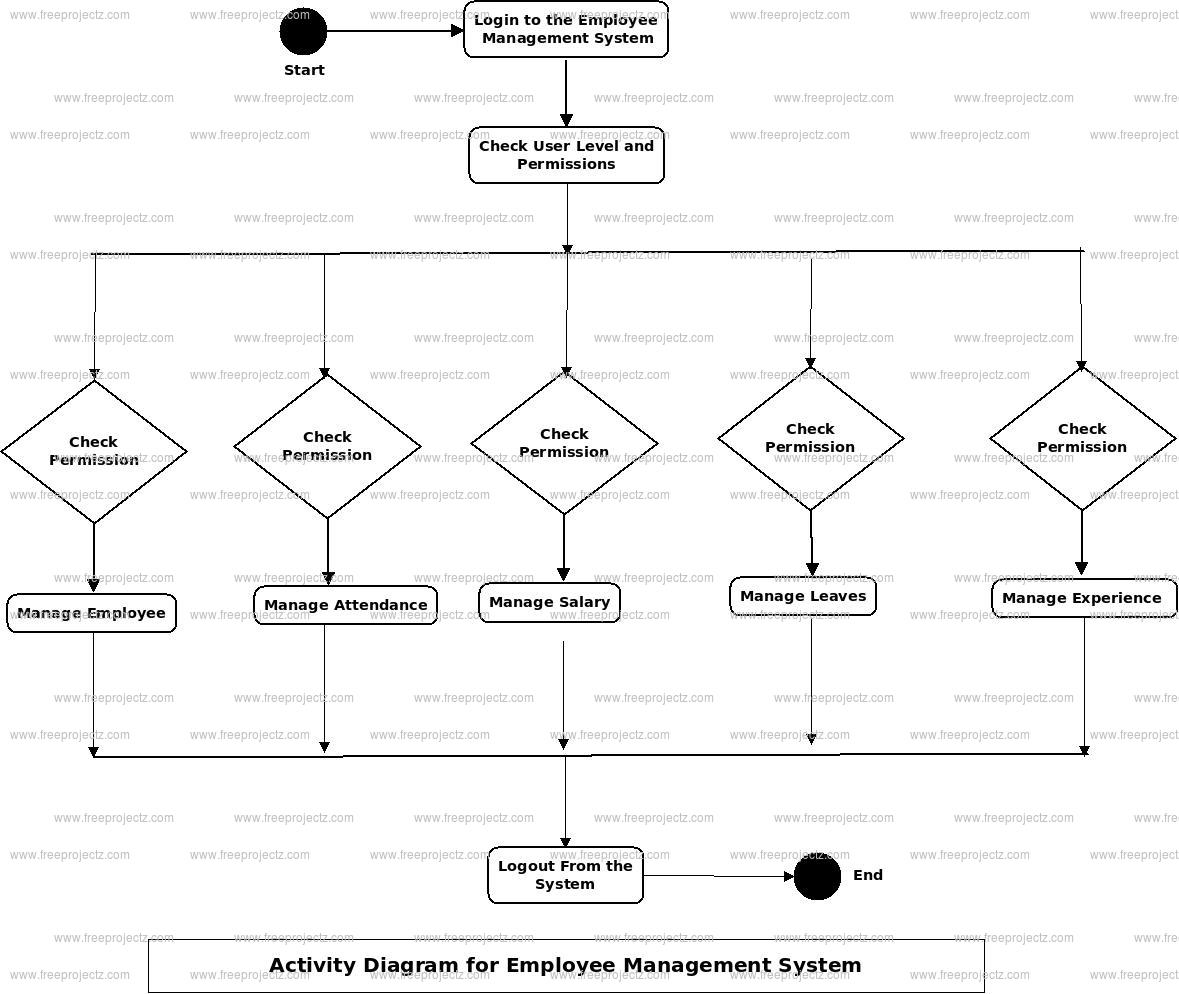 Start
Login to the Employee
Management System
Check User Level and
Permissions
Check
Permission
Check
Permission
Check
Permission
Check
Permission
Check
Permission
Manage Employee
Manage Attendance
Manage Salary
Manage Leaves
Manage Experience
Logout From the
System
End
Activity Diagram for Employee Management System
www.freeprojectz.com